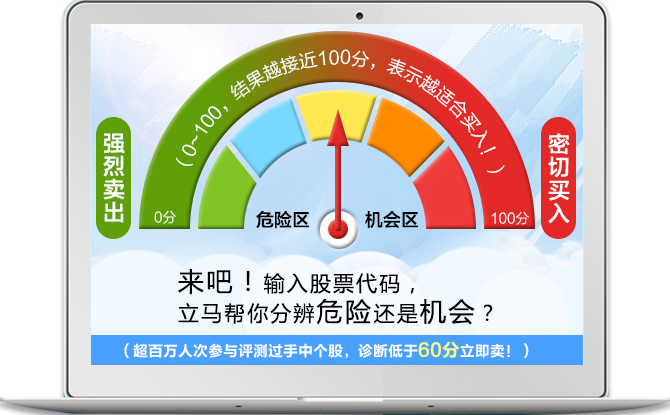 （0~100，结果越接近100分，表示越适合买入！）
强烈卖出
密切买入
0分
100分
危险区
机会区
来吧！输入股票代码，
立马帮你分辨危险还是机会？
（超百万人次参与评测过手中个股，诊断低于60分立即卖！）